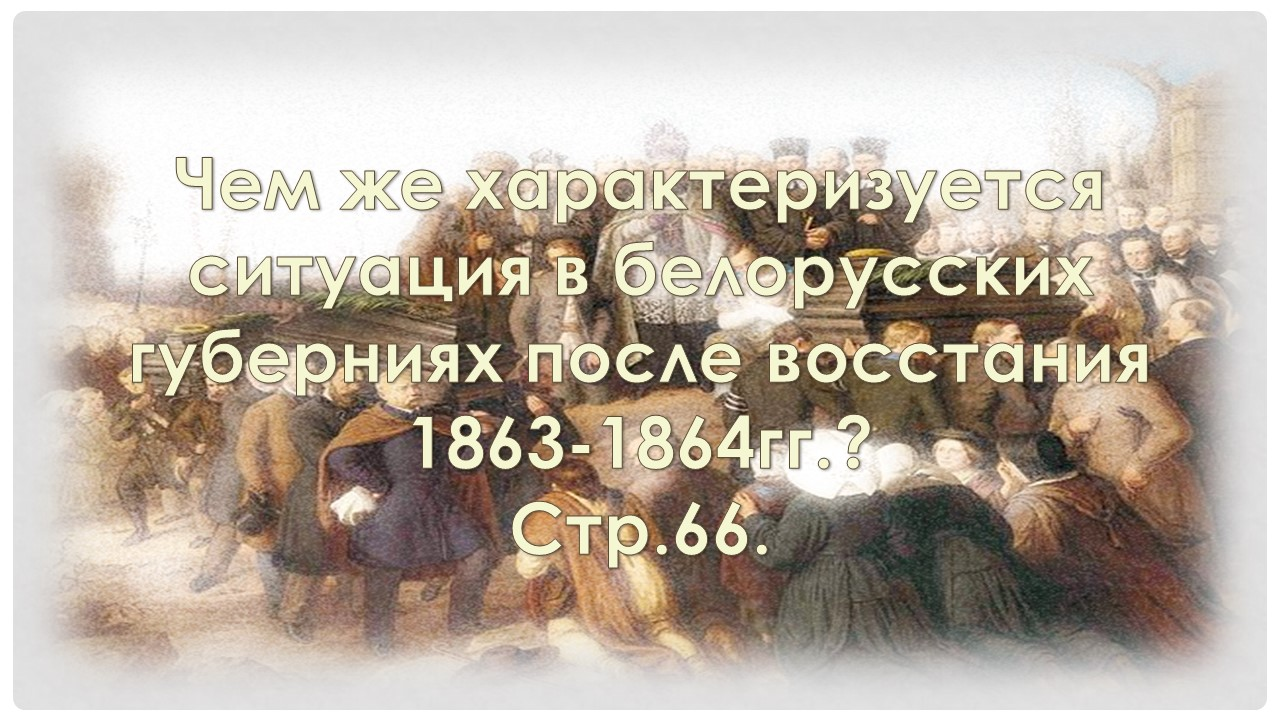 Чем же характеризуется
ситуация в белорусских
губерниях после восстания
1863-1864гг.?
Стр.66.